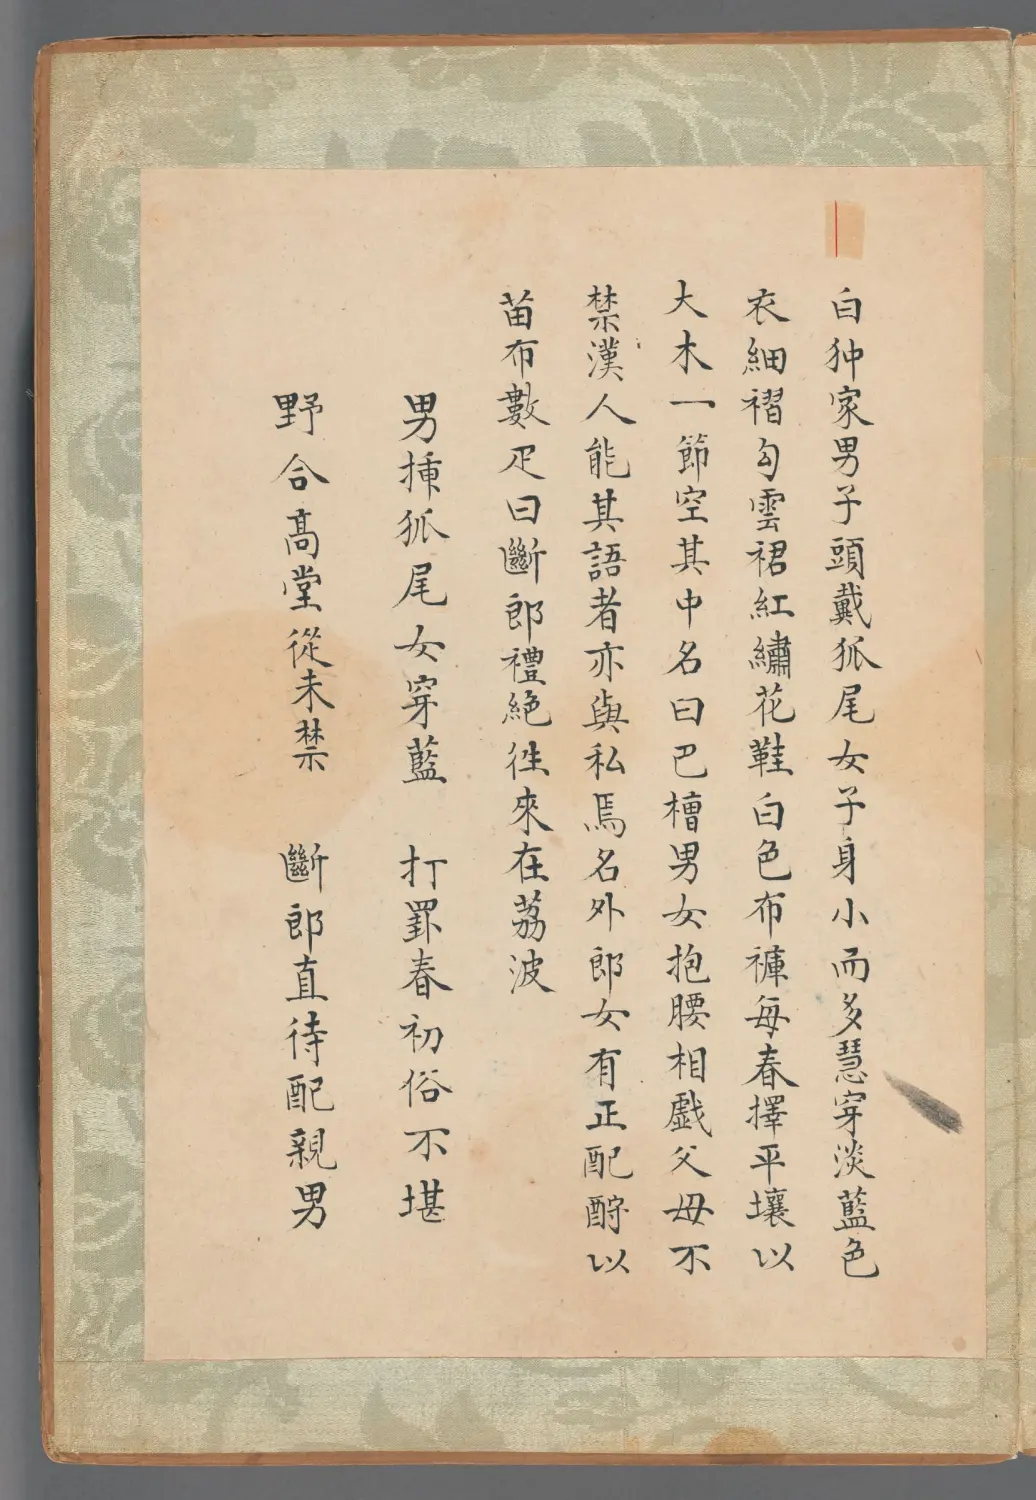 白狆家男子頭戴狐尾女子身小而多慧穿淡藍色
衣細褶勾雲裙紅繡花鞋白色布褲每春擇平壤以
大木一節空其中名曰巴槽男女抱腰相戲父母不
禁漢人能其語者亦與私焉名外郎女有正配酹以
苗布數疋曰斷郎禮絕徃來在荔波
男揷狐尾女穿藍 打罪春初俗不堪
野合高堂從未禁 斷郎直待配親男